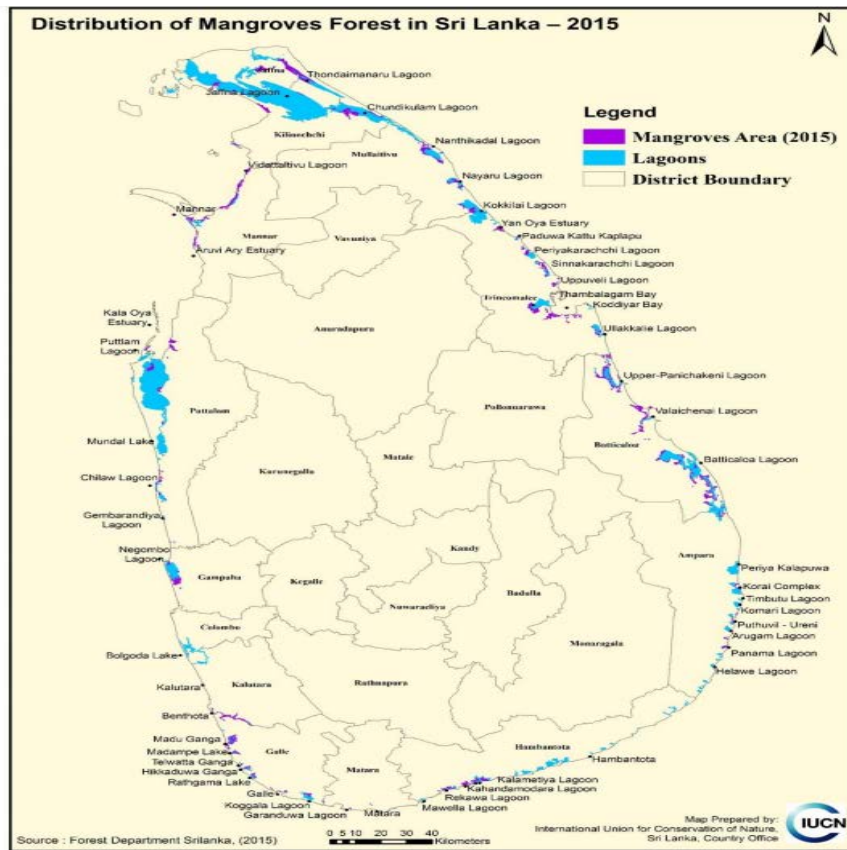 Distribution of Mangroves Forest in Sri Lanka – 2015
N
Jaffna
Thondaimanaru Lagoon
Jaffna Lagoon
Chundikulam Lagoon
Legend
Mangroves Area (2015)
Lagoons
District Boundary
Kilinochchi
Nanthikadal Lagoon
Mullaitivu
Vidattaltivu Lagoon
Nayaru Lagoon
Mannar
Kokkilai Lagoon
Yan Oya Estuary
Mannar
Vavuniya
Paduwa Kattu Kaplapu
Aruvi Ary Estuary
Periyakarachchi Lagoon
Sinnakarachchi Lagoon
Uppuveli Lagoon
Trincomalee
Thambalagam Bay
Koddiyar Bay
Kala Oya
Estuary
Anuradapura
Ullakkalie Lagoon
Puttlam
Lagoon
Upper-Panichakeni Lagoon
Puttalam
Polionnaruwa
Valaichenai Lagoon
Batticaloa
Mundal Lake
Matale
Batticaloa Lagoon
Kurunegalla
Chilaw Lagoon
Gembarandiya
Lagoon
Negombo
Lagoon
Kandy
Ampara
Gampaha
Kegalle
Periya Kalapuwa
Nuwaradiya
Badulla
Korai Complex
Timbutu Lagoon
Komari Lagoon
Colombo
Puthuvil - Ureni
Arugam Lagoon
Monaragala
Panama Lagoon
Bolgoda Lake
Helawe Lagoon
Kalutara
Kalutara
Rathnapura
Benthota
Madu Ganga
Galle
Hambantota
Hambantota
Madampe Lake
Telwatta Ganga
Hikkaduwa Ganga
Matara
Kalametiya Lagoon
Rathgama Lake
Kahandamodara Lagoon
Galle
Rekawa Lagoon
Koggala Lagoon
Mawella Lagoon
Garanduwa Lagoon
Matara
Source : Forest Department Srilanka, (2015)
0 5 10 20 30 40
Kilometers
Map Prepared by:
International Union for Conservation of Nature,
Sri Lanka, Country Office
IUCN